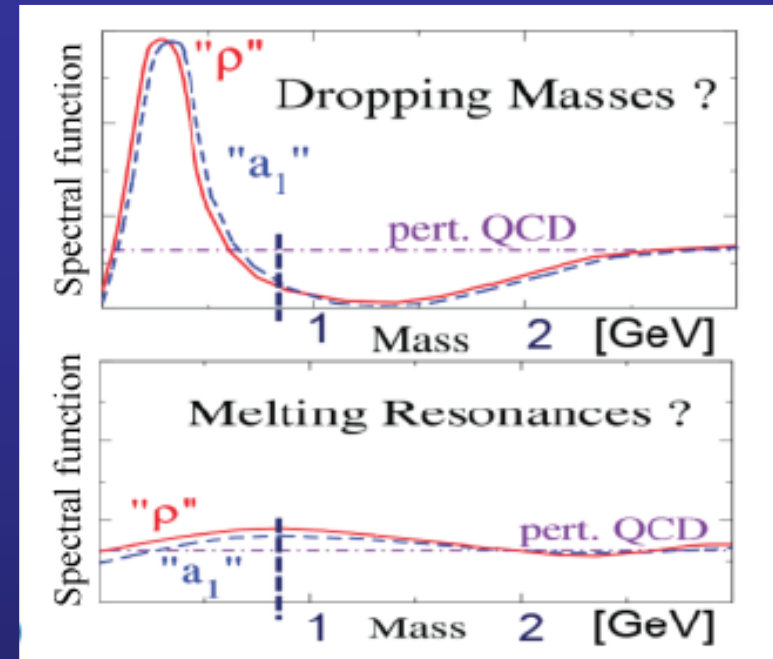 "ρ"
Dropping Masses ?
"a₁"
pert. QCD
Spectral function
1 Mass 2 [GeV]
Melting Resonances ?
"ρ"
pert. QCD
"a₁"
Spectral function
1 Mass 2 [GeV]